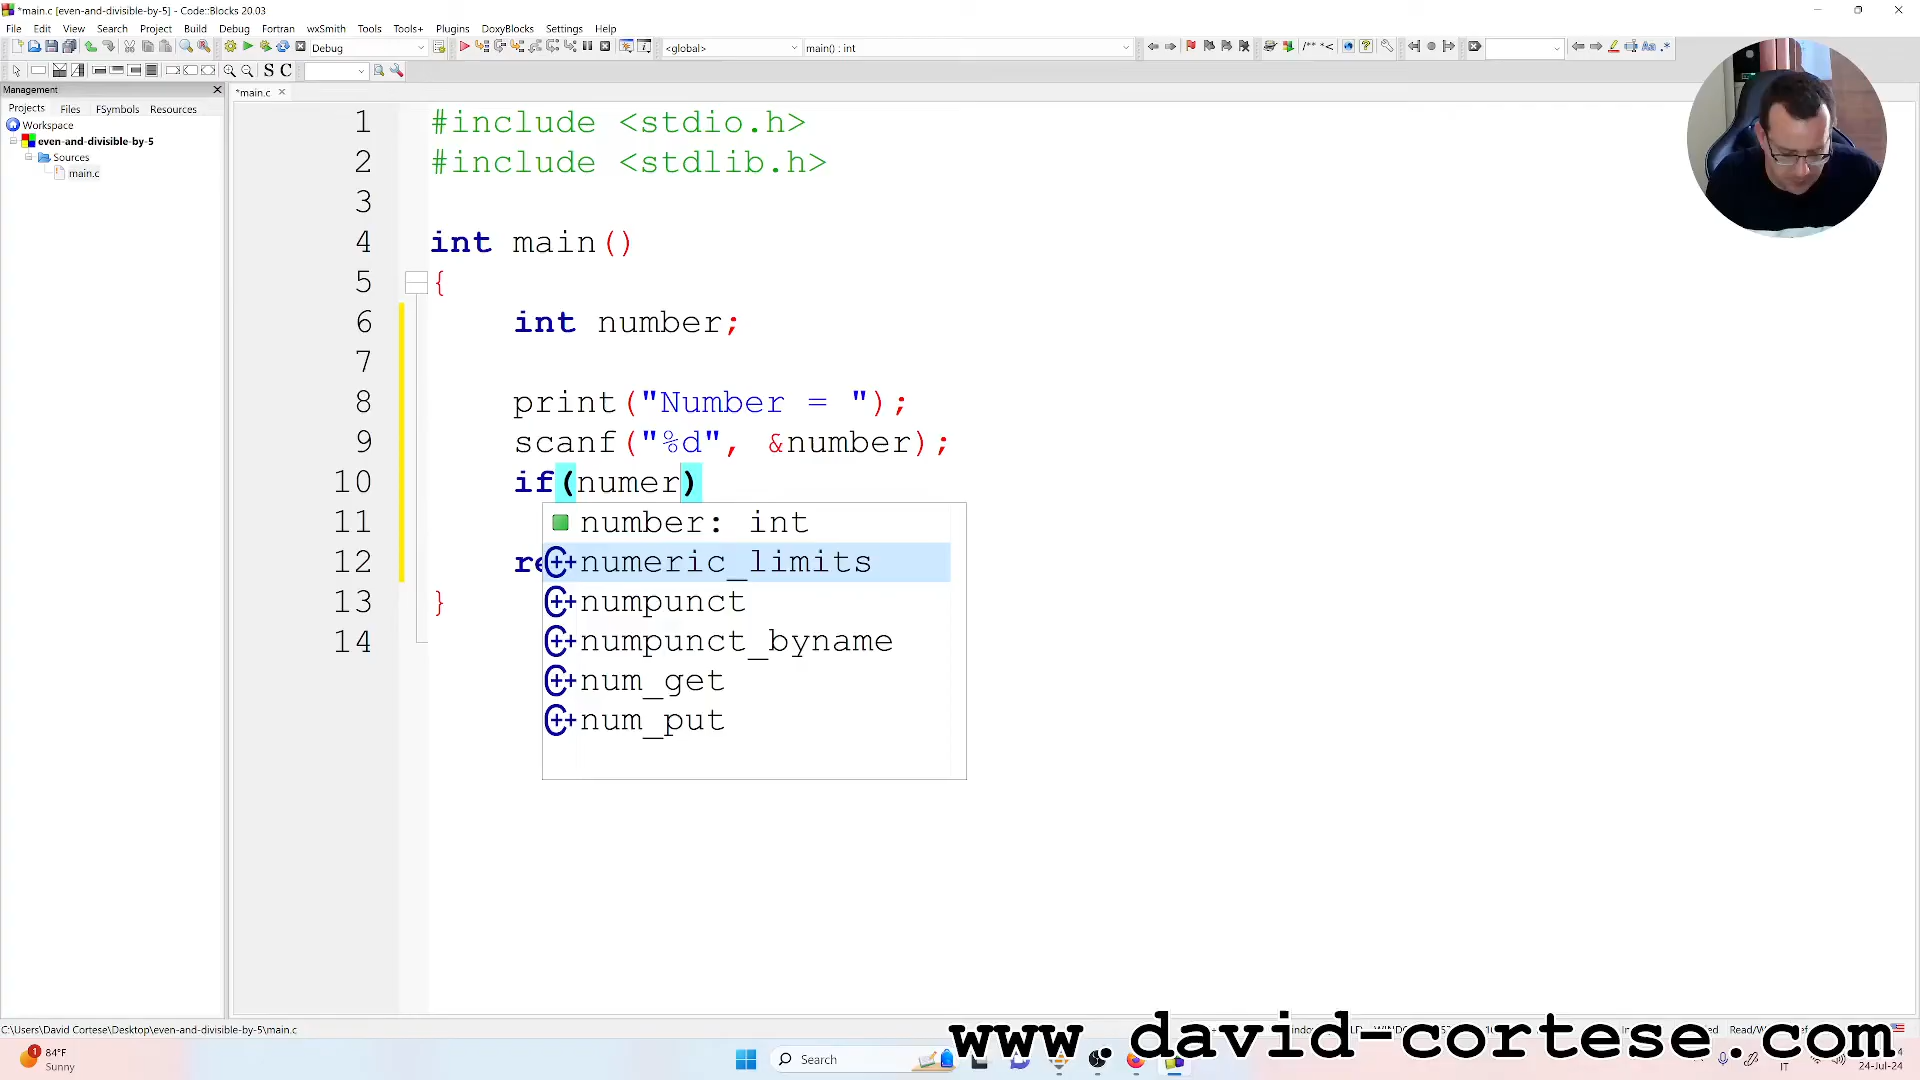 *main.c [even-and-divisible-by-5] - Code::Blocks 20.03
File Edit View Search Project Build Debug Fortran wxSmith Tools Tools+ Plugins DoxyBlocks Settings Help
Debug <global> main() : int
S C
Management
Projects Files FSymbols Resources
Workspace
even-and-divisible-by-5
Sources
main.c
*main.c
1 #include <stdio.h>
2 #include <stdlib.h>
3
4 int main()
5 {
6 int number;
7
8 print("Number = ");
9 scanf("%d", &number);
10 if(numer)
11
12 re
13 }
14
number: int
numeric_limits
numpunct
numpunct_byname
num_get
num_put
C:\Users\David Cortese\Desktop\even-and-divisible-by-5\main.c
www.david-cortese.com
1
84°F
Sunny
Search
IT
24-Jul-24